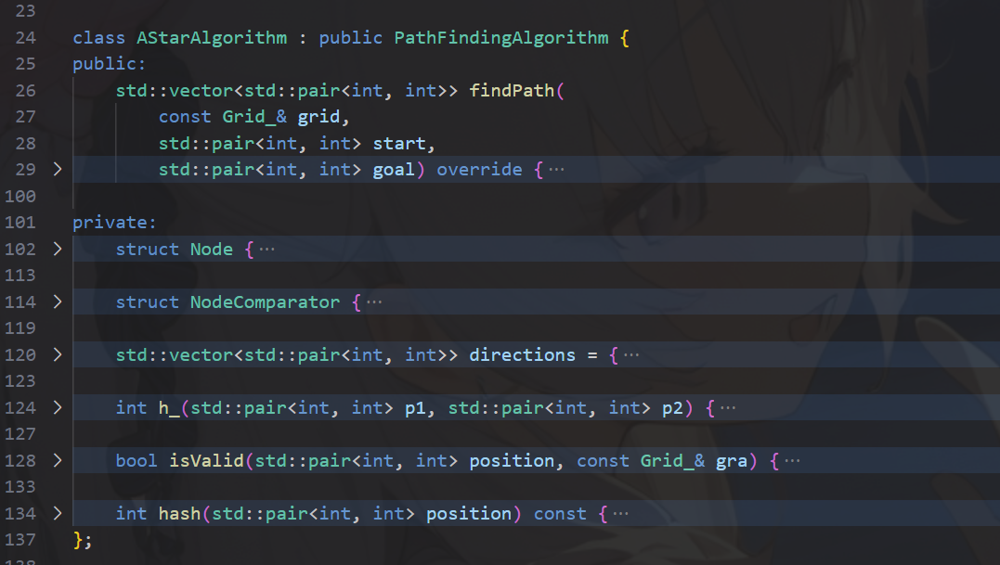 23
24 class AStarAlgorithm : public PathFindingAlgorithm {
25 public:
26     std::vector<std::pair<int, int>> findPath(
27         const Grid_& grid,
28         std::pair<int, int> start,
29 >         std::pair<int, int> goal) override { ···
100
101 private:
102 >     struct Node { ···
113
114 >     struct NodeComparator { ···
119
120 >     std::vector<std::pair<int, int>> directions = { ···
123
124 >     int h_(std::pair<int, int> p1, std::pair<int, int> p2) { ···
127
128 >     bool isValid(std::pair<int, int> position, const Grid_& gra) { ···
133
134 >     int hash(std::pair<int, int> position) const { ···
137 };
138